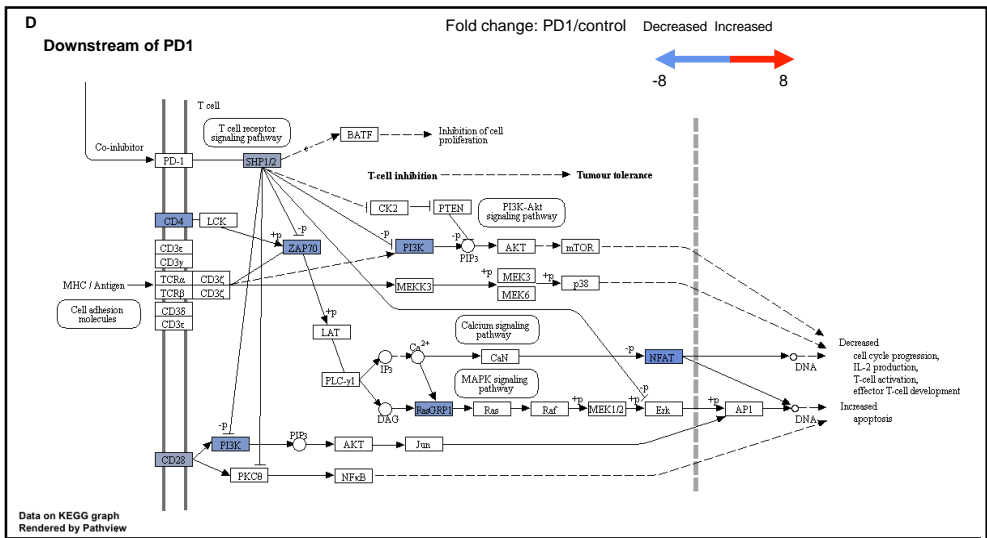 D
Downstream of PD1
Fold change: PD1/control
Decreased Increased
-8
8
T cell
T cell receptor
signaling pathway
BATF
Inhibition of cell
proliferation
Co-inhibitor
PD-1
SHP1/2
e
T-cell inhibition
Tumour tolerance
CK2
PTEN
PI3K-Akt
signaling pathway
CD4
LCK
+p
-p
ZAP70
-p
PI3K
-p
PIP3
AKT
mTOR
CD3ε
CD3γ
MHC / Antigen
TCRα
CD3ζ
TCRβ
CD3ζ
MEKK3
+p
MEK3
MEK6
+p
p38
Cell adhesion
molecules
CD3δ
CD3ε
+p
LAT
Calcium signaling
pathway
Decreased
cell cycle progression,
IL-2 production,
T-cell activation,
effector T-cell development
Ca2+
IP3
CaN
-p
NFAT
DNA
PLC-γ1
MAPK signaling
pathway
-p
DAG
RasGRP1
Ras
Raf
+p
MEK1/2
+p
Erk
+p
AP1
DNA
Increased
apoptosis
-p
PI3K
PIP3
AKT
Jun
CD28
PKCθ
NFκB
Data on KEGG graph
Rendered by Pathview